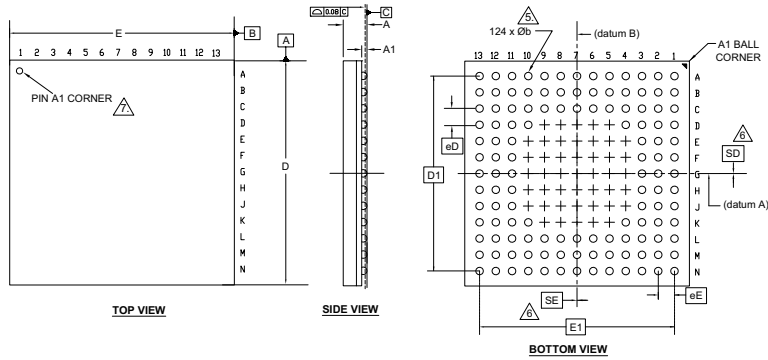 E
B
A
1 2 3 4 5 6 7 8 9 10 11 12 13
PIN A1 CORNER
7.
A
B
C
D
E
F
G
H
J
K
L
M
N
D
TOP VIEW
0.08 C
C
A
A1
SIDE VIEW
5.
124 x Øb
(datum B)
A1 BALL
CORNER
13 12 11 10 9 8 7 6 5 4 3 2 1
A
B
C
D
E
F
G
H
J
K
L
M
N
eD
D1
6
SD
(datum A)
SE
eE
6
E1
BOTTOM VIEW